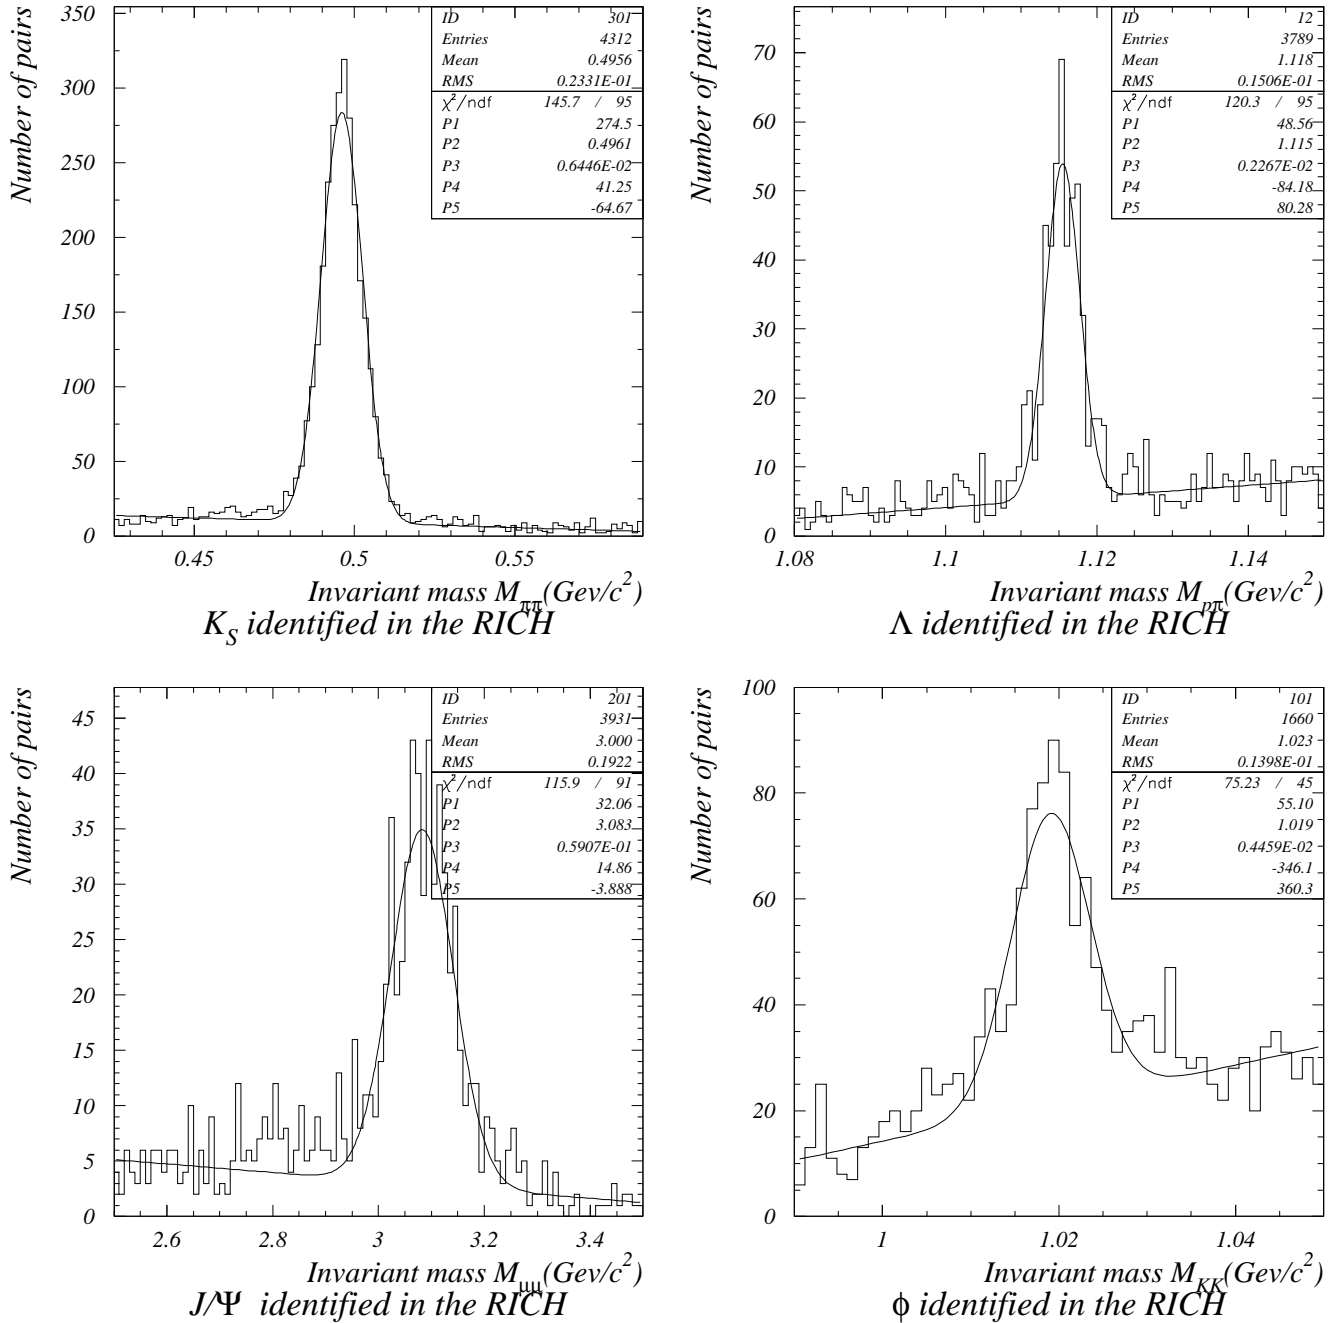 Number of pairs
350
300
250
200
150
100
50
0
0.45 0.5 0.55
ID 301
Entries 4312
Mean 0.4956
RMS 0.2331E-01
χ²/ndf 145.7 / 95
P1 274.5
P2 0.4961
P3 0.6446E-02
P4 41.25
P5 -64.67
Invariant mass M_ππ(Gev/c²)
K_S identified in the RICH
Number of pairs
70
60
50
40
30
20
10
0
1.08 1.1 1.12 1.14
ID 12
Entries 3789
Mean 1.118
RMS 0.1506E-01
χ²/ndf 120.3 / 95
P1 48.56
P2 1.115
P3 0.2267E-02
P4 -84.18
P5 80.28
Invariant mass M_pπ(Gev/c²)
Λ identified in the RICH
Number of pairs
45
40
35
30
25
20
15
10
5
0
2.6 2.8 3 3.2 3.4
ID 201
Entries 3931
Mean 3.000
RMS 0.1922
χ²/ndf 115.9 / 91
P1 32.06
P2 3.083
P3 0.5907E-01
P4 14.86
P5 -3.888
Invariant mass M_μμ(Gev/c²)
J/Ψ identified in the RICH
Number of pairs
100
80
60
40
20
0
1 1.02 1.04
ID 101
Entries 1660
Mean 1.023
RMS 0.1398E-01
χ²/ndf 75.23 / 45
P1 55.10
P2 1.019
P3 0.4459E-02
P4 -346.1
P5 360.3
Invariant mass M_KK(Gev/c²)
ϕ identified in the RICH